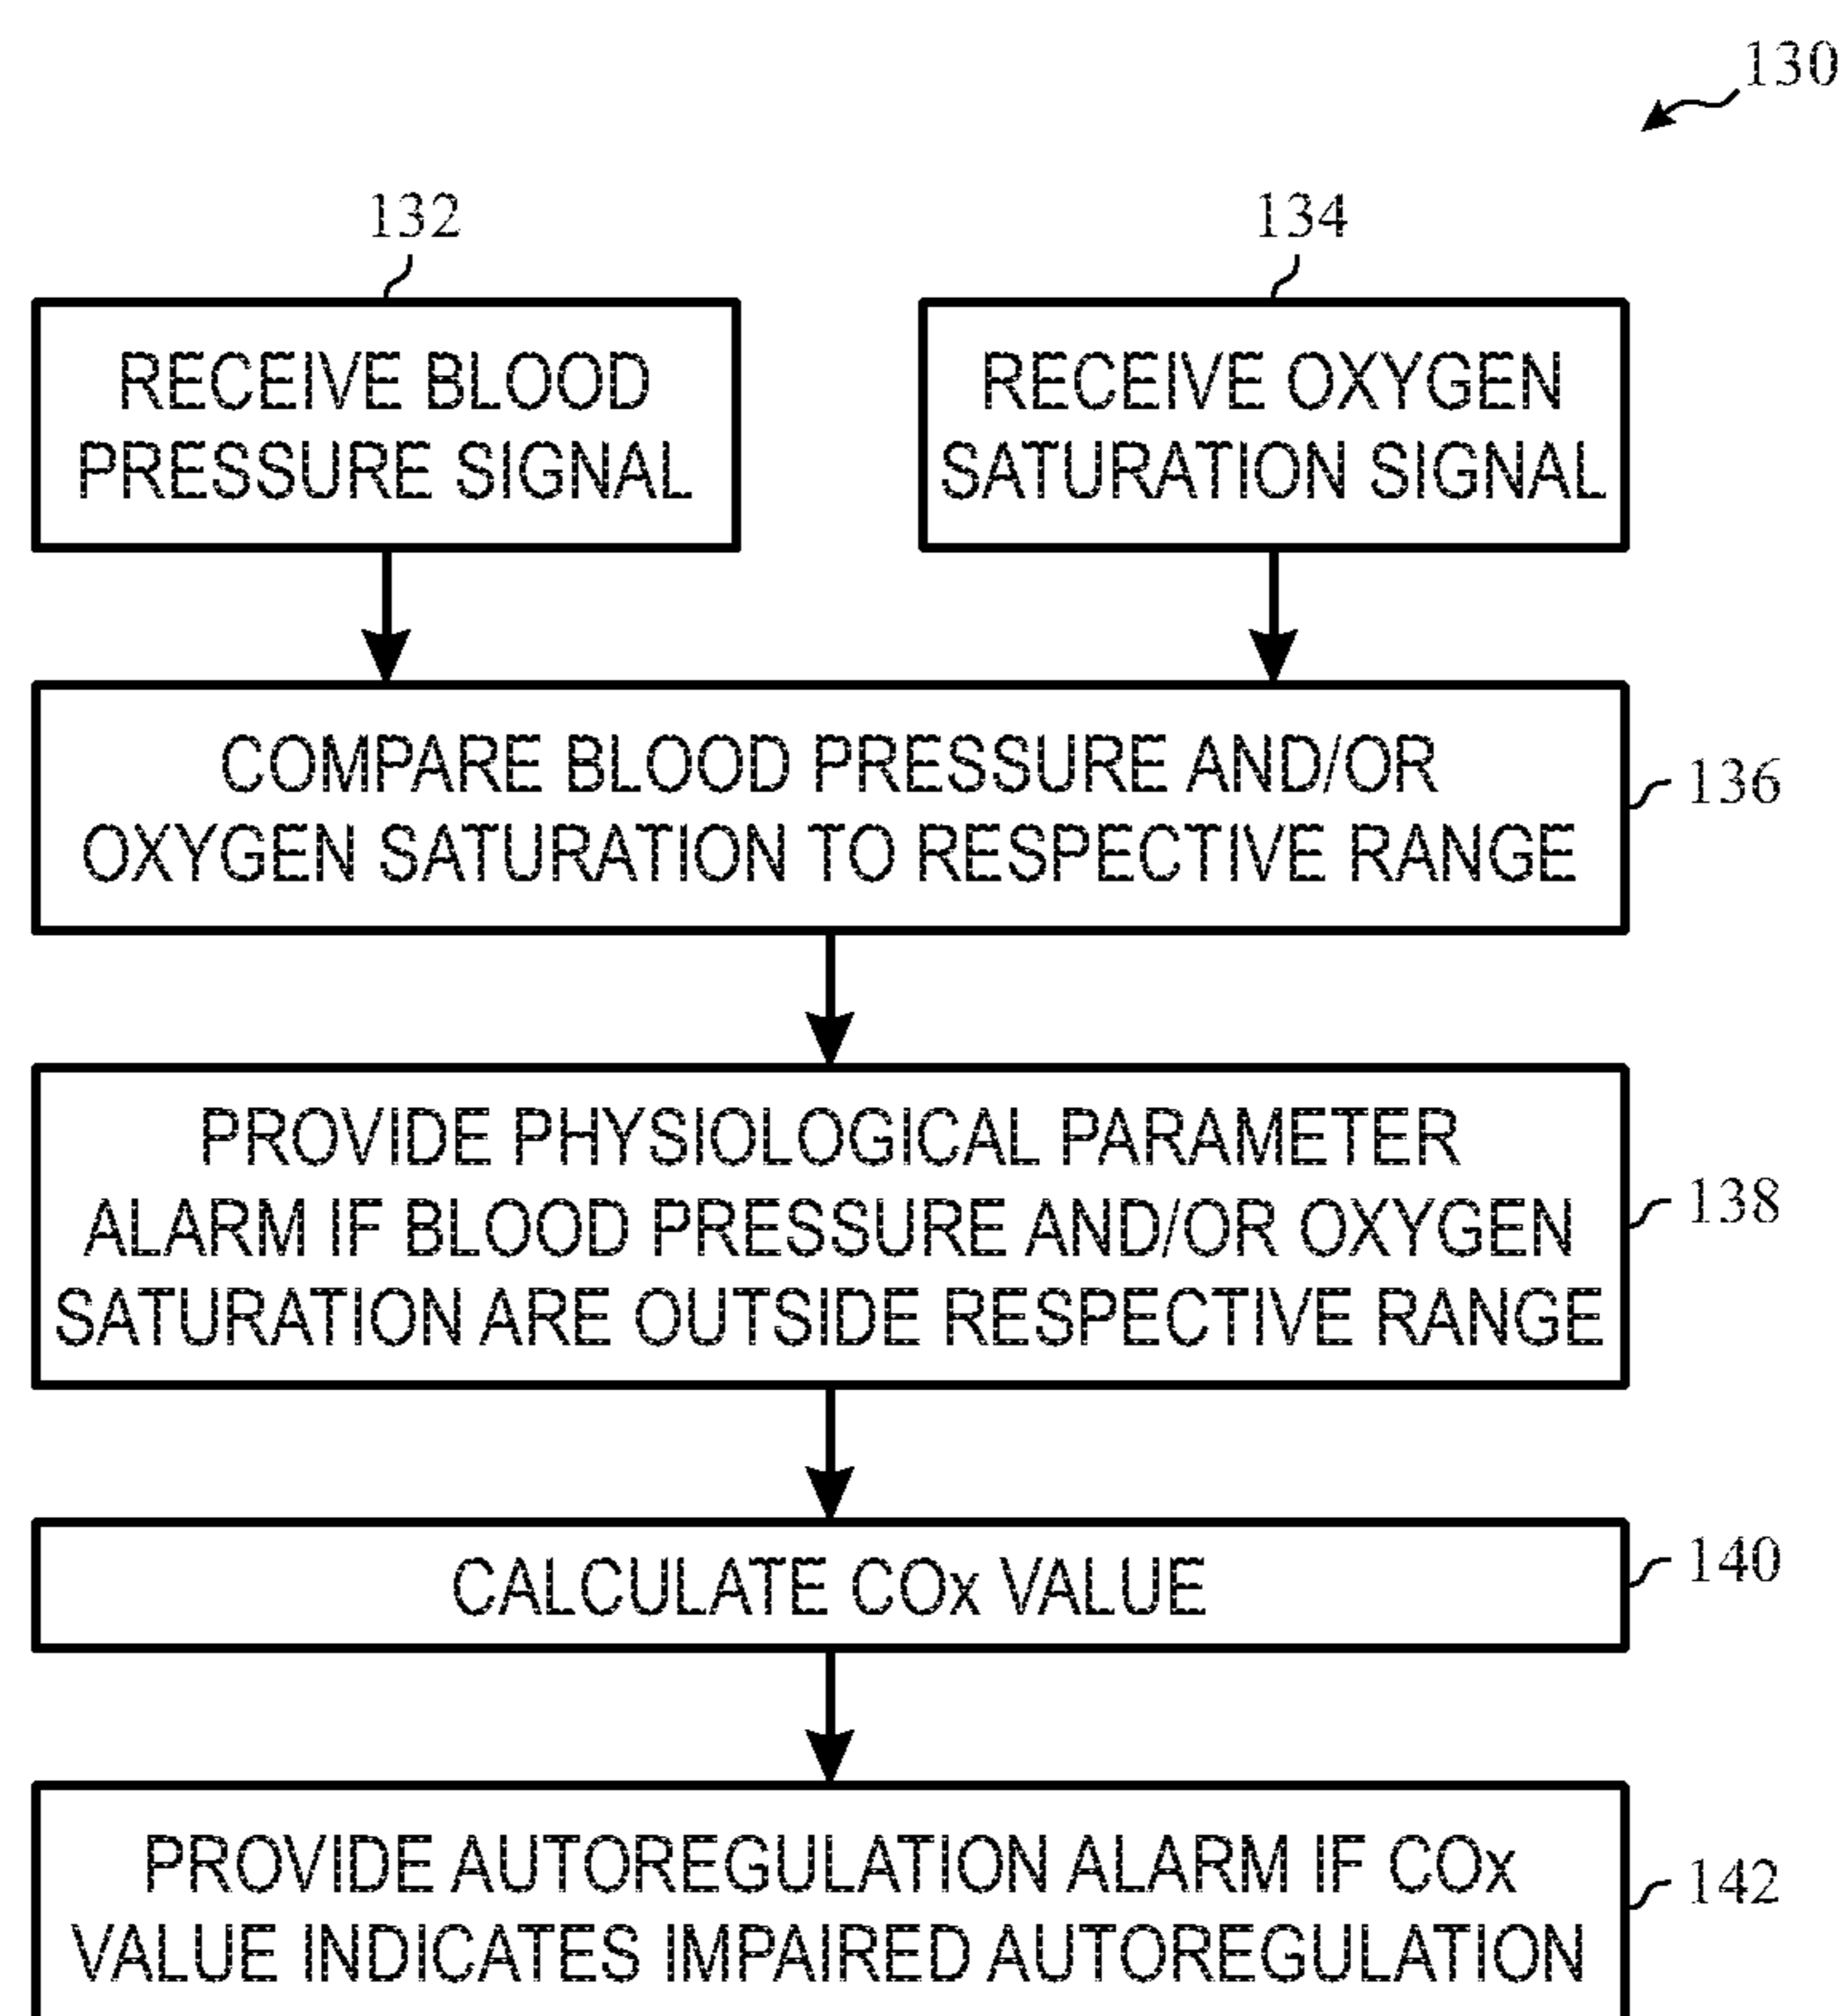 130
132
134
RECEIVE BLOOD
PRESSURE SIGNAL
RECEIVE OXYGEN
SATURATION SIGNAL
COMPARE BLOOD PRESSURE AND/OR
OXYGEN SATURATION TO RESPECTIVE RANGE
136
PROVIDE PHYSIOLOGICAL PARAMETER
ALARM IF BLOOD PRESSURE AND/OR OXYGEN
SATURATION ARE OUTSIDE RESPECTIVE RANGE
138
CALCULATE COx VALUE
140
PROVIDE AUTOREGULATION ALARM IF COx
VALUE INDICATES IMPAIRED AUTOREGULATION
142